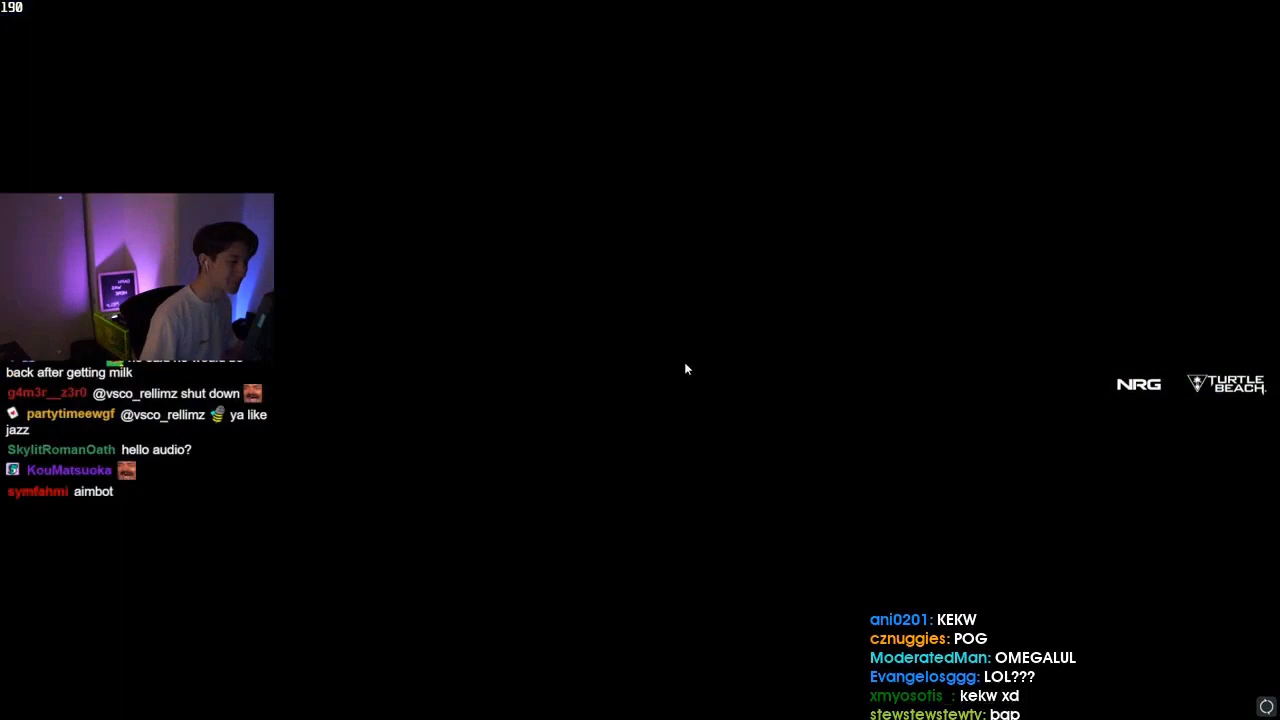 190
back after getting milk
g4m3r__z3r0 @vsco_rellimz shut down
partytimeewgf @vsco_rellimz ya like
jazz
SkylitRomanOath hello audio?
KouMatsuoka
symfahmi aimbot
NRG TURTLE
BEACH
ani0201: KEKW
cznuggies: POG
ModeratedMan: OMEGALUL
Evangelosggg: LOL???
xmyosotis_: kekw xd
stewstewstewty: bap